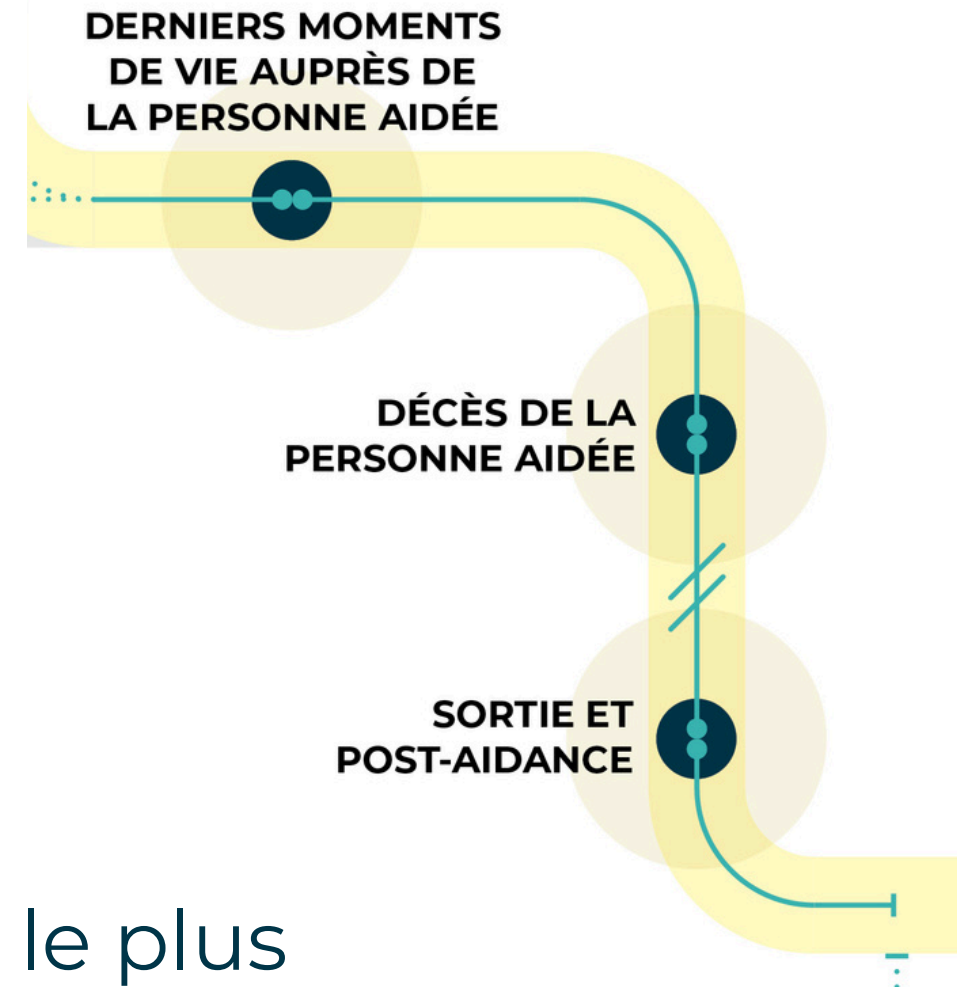 DERNIERS MOMENTS
DE VIE AUPRÈS DE
LA PERSONNE AIDÉE
DÉCÈS DE LA
PERSONNE AIDÉE
SORTIE ET
POST-AIDANCE
le plus